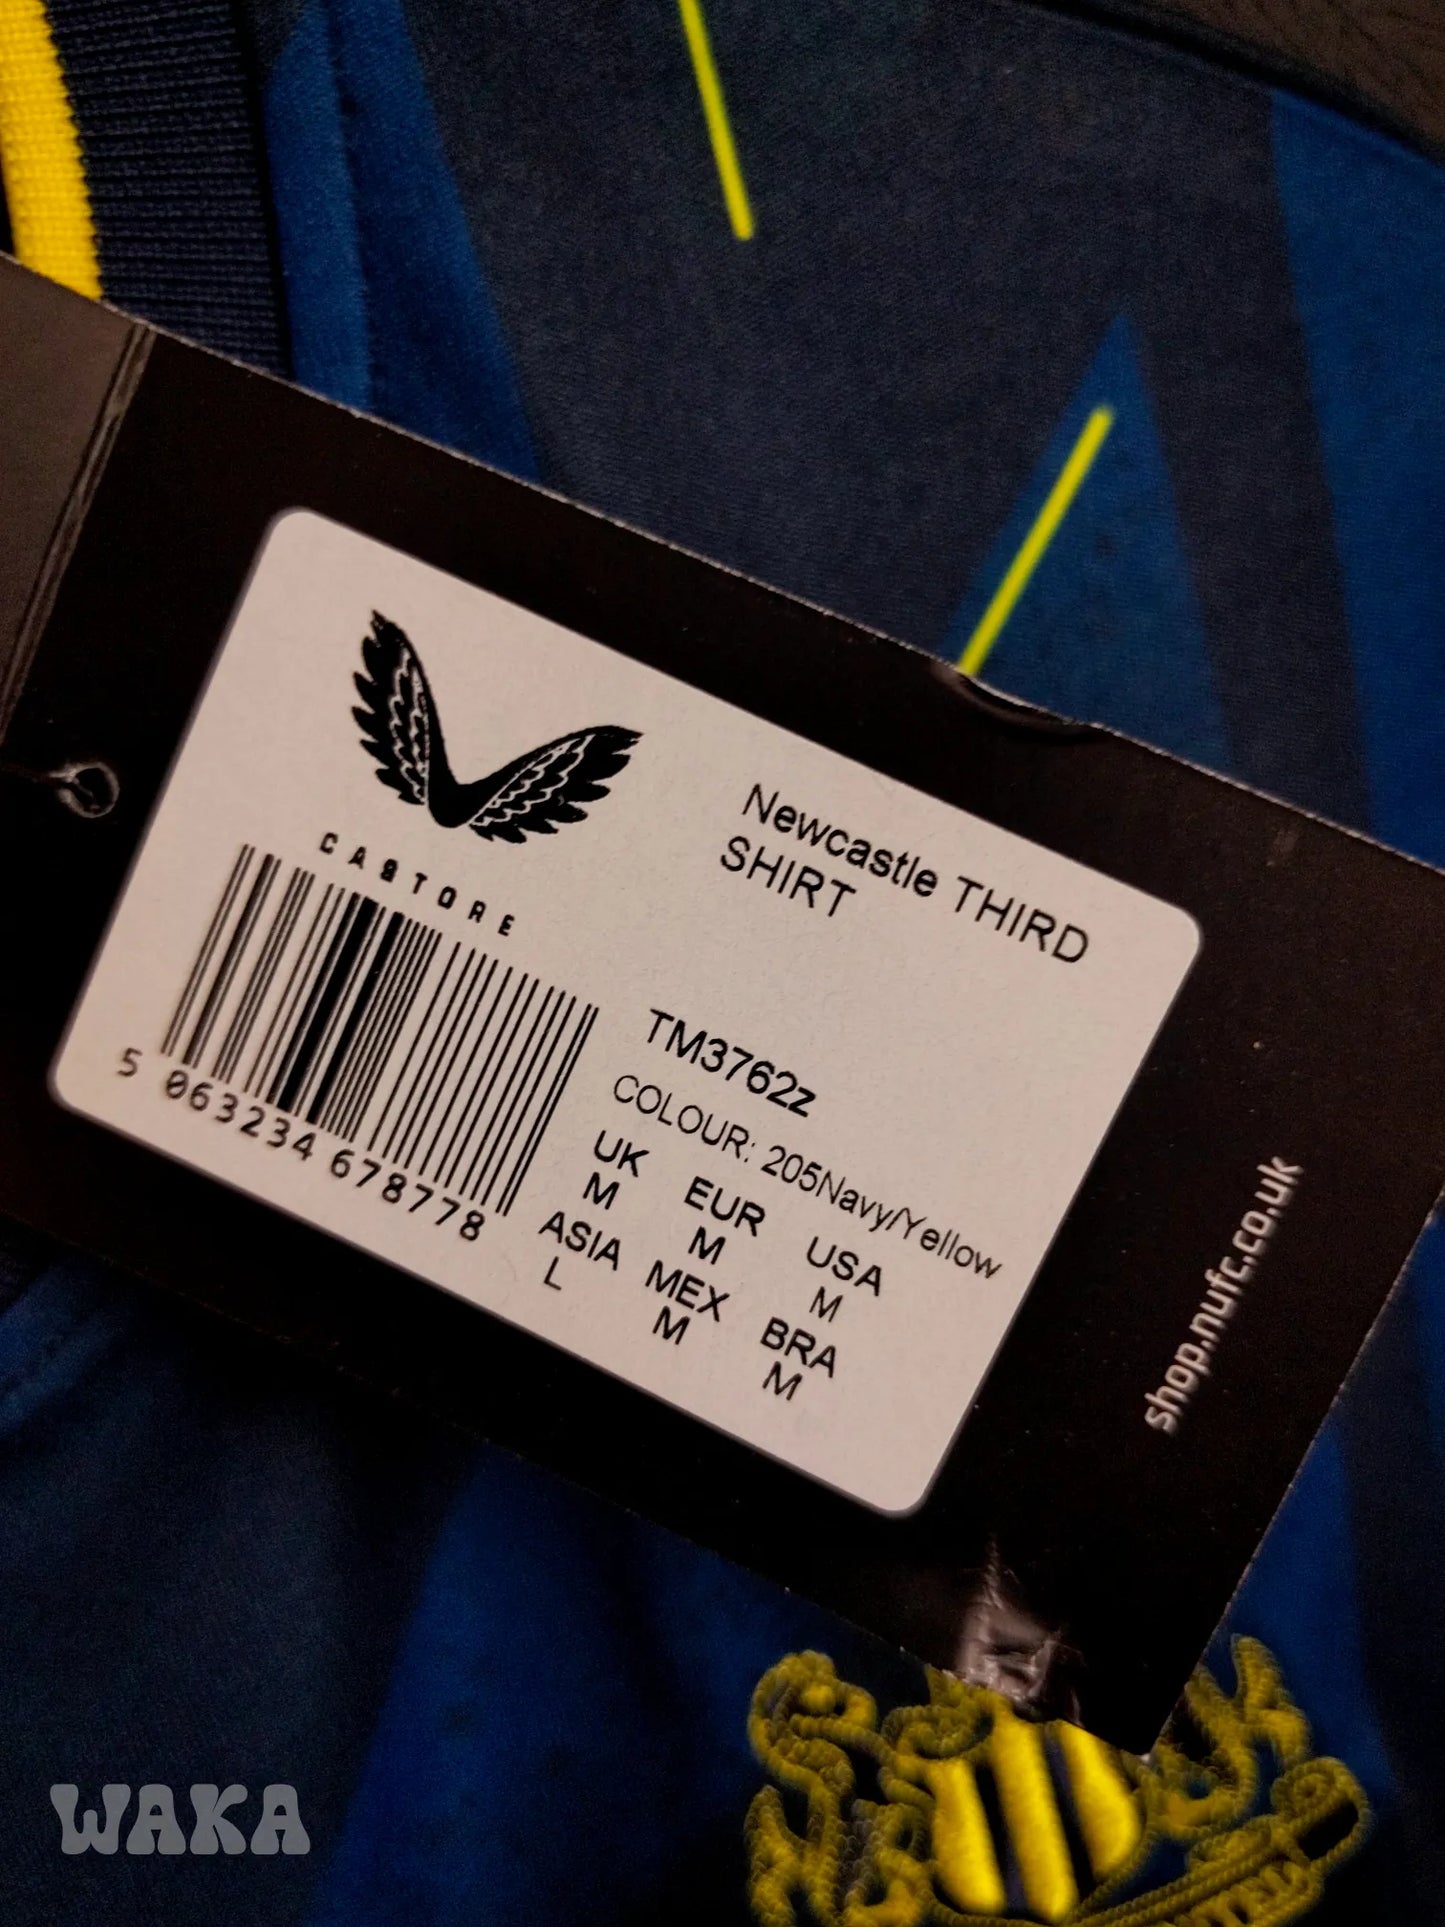 CASTORE
Newcastle THIRD
SHIRT
TM3762z
COLOUR: 205Navy/Yellow
UK EUR USA
M M M
ASIA MEX BRA
L M M
5 063234 678778
shop.nufc.co.uk
WAKA